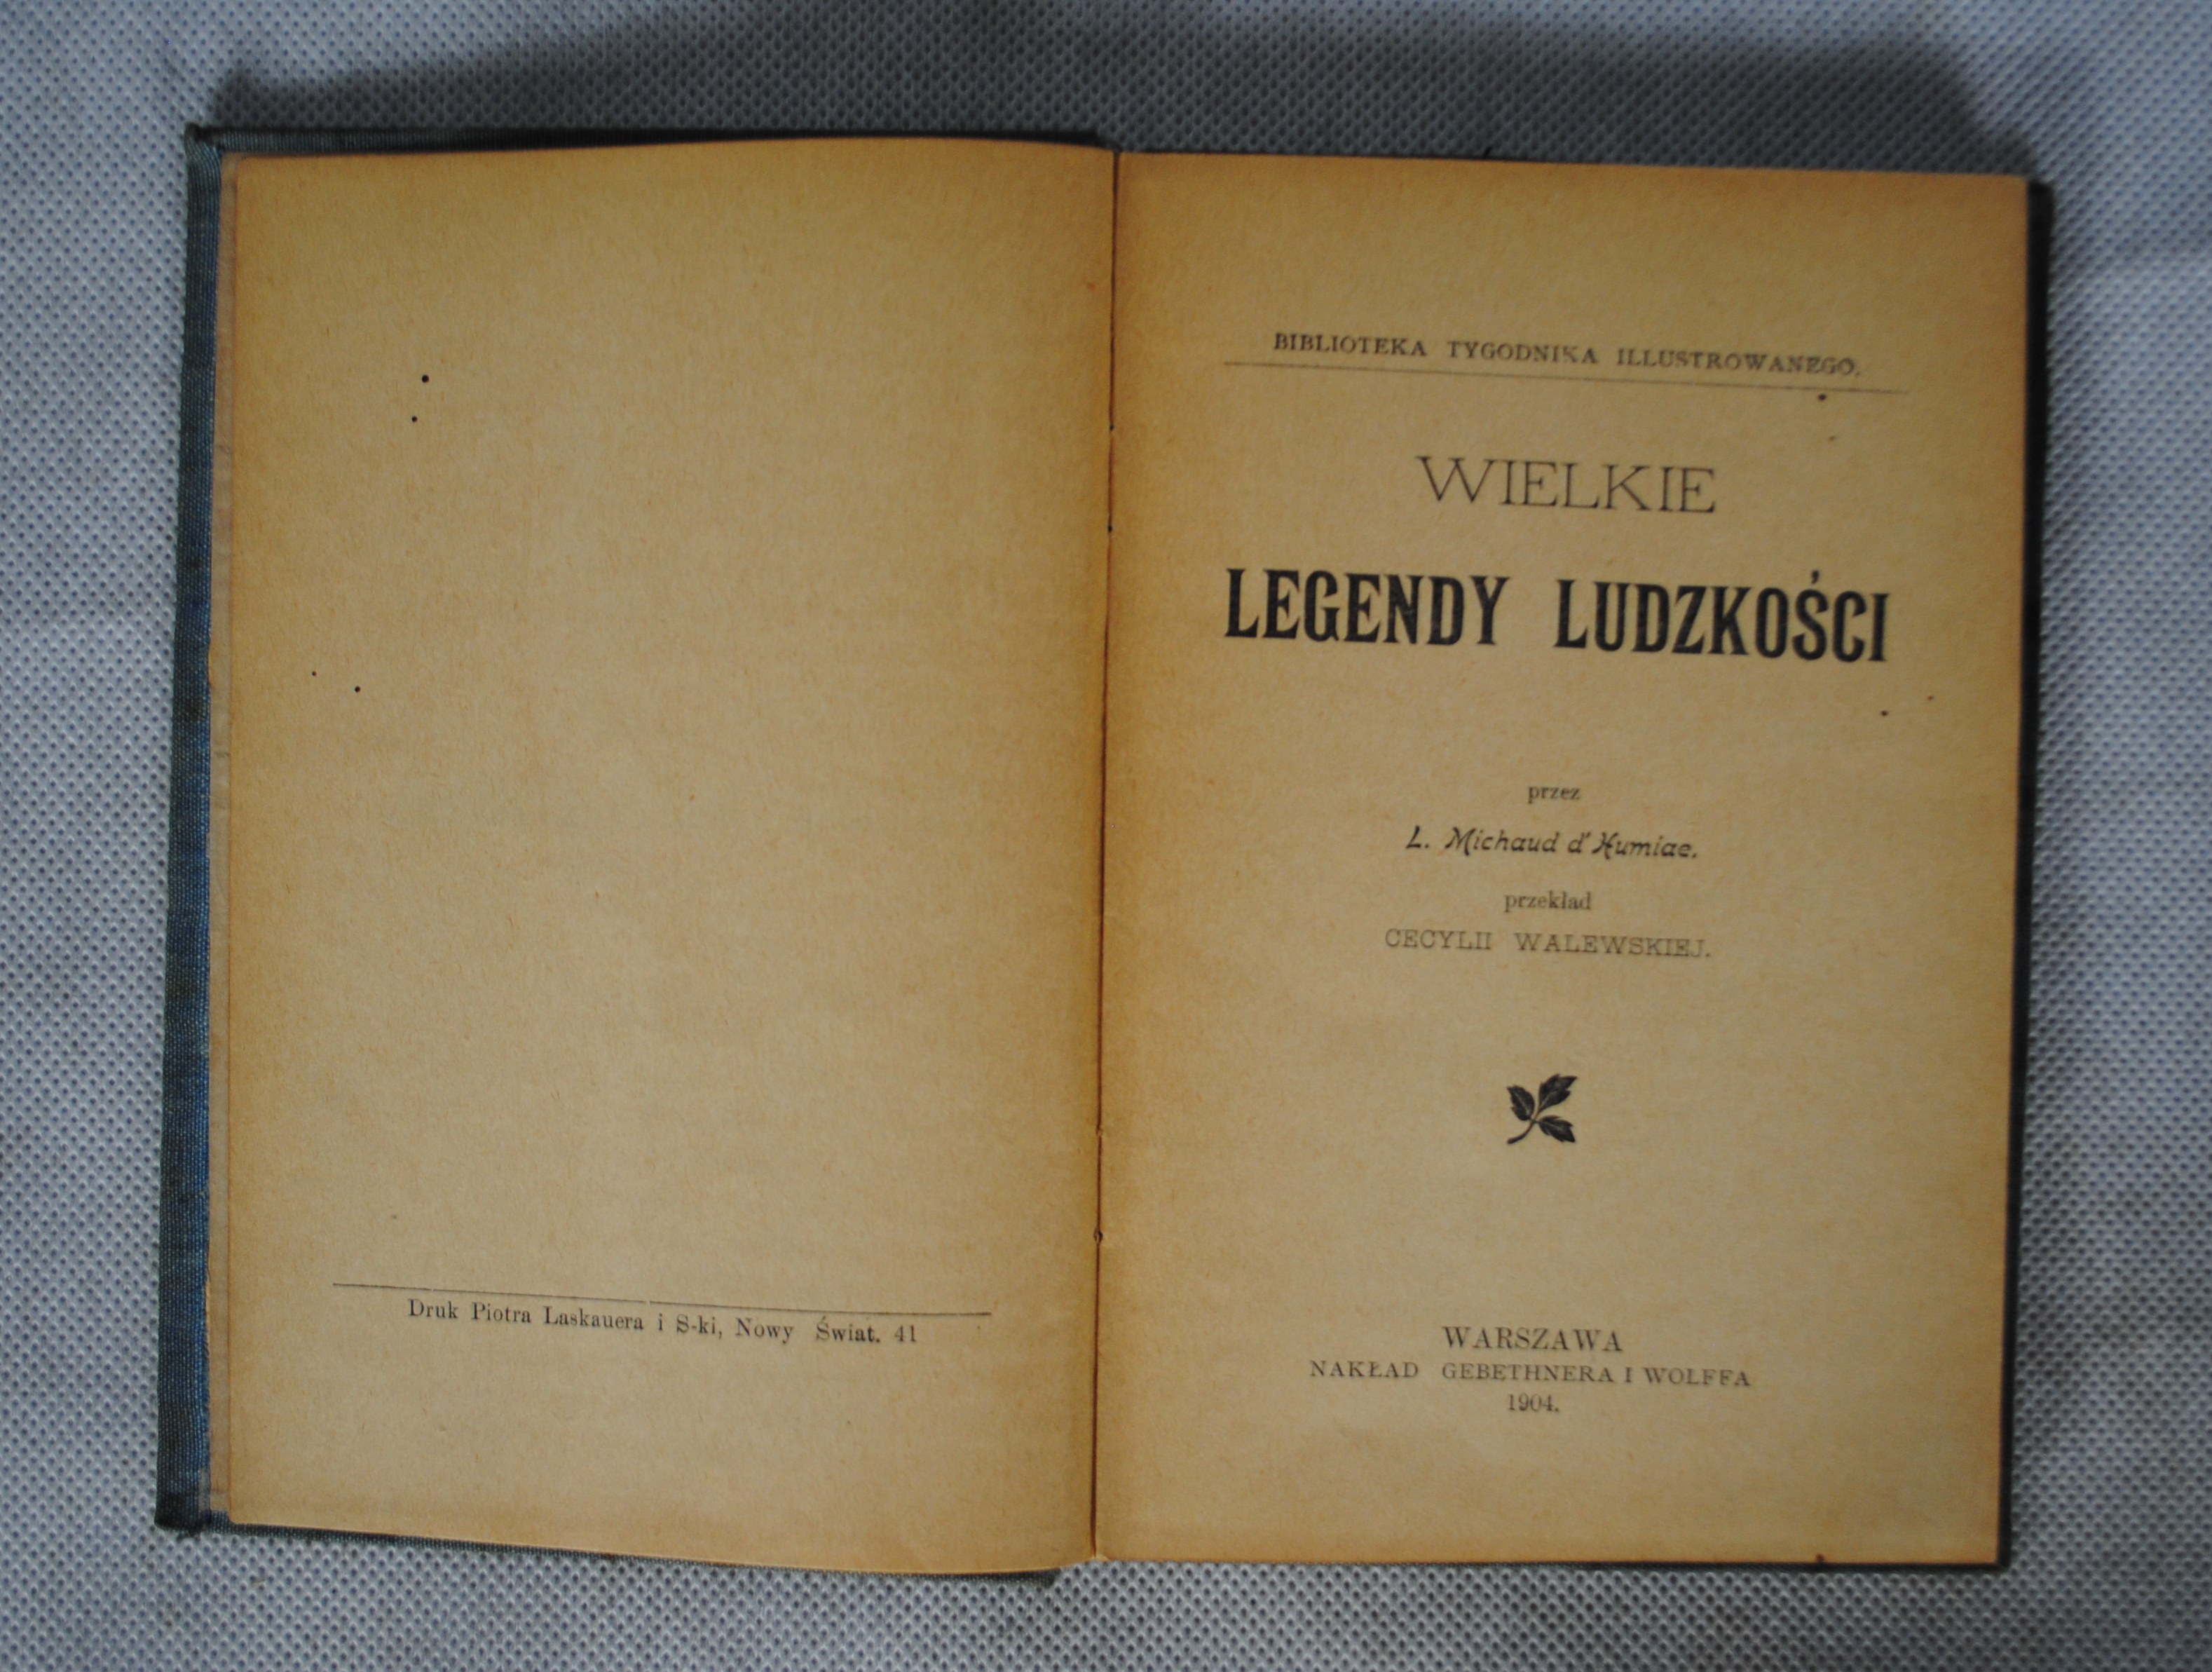 Druk Piotra Laskauera i S-ki, Nowy Świat. 41
BIBLIOTEKA TYGODNIKA ILLUSTROWANEGO.
WIELKIE
LEGENDY LUDZKOŚCI
przez
L. Michaud d'Humiae.
przekład
CECYLII WALEWSKIEJ.
WARSZAWA
NAKŁAD GEBETHNERA I WOLFFA
1904.